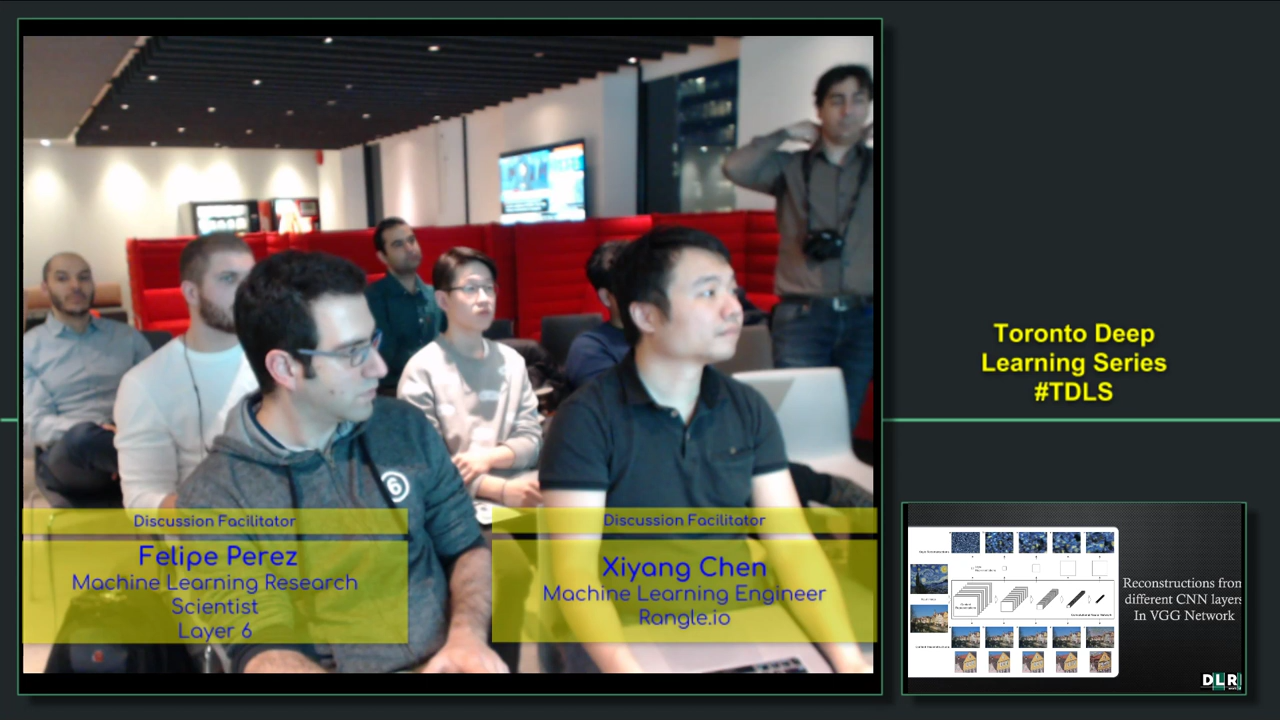 Discussion Facilitator
Felipe Perez
Machine Learning Research
Scientist
Layer 6
Discussion Facilitator
Xiyang Chen
Machine Learning Engineer
Rangle.io
6
Toronto Deep
Learning Series
#TDLS
Reconstructions from
different CNN layers
In VGG Network
DLR